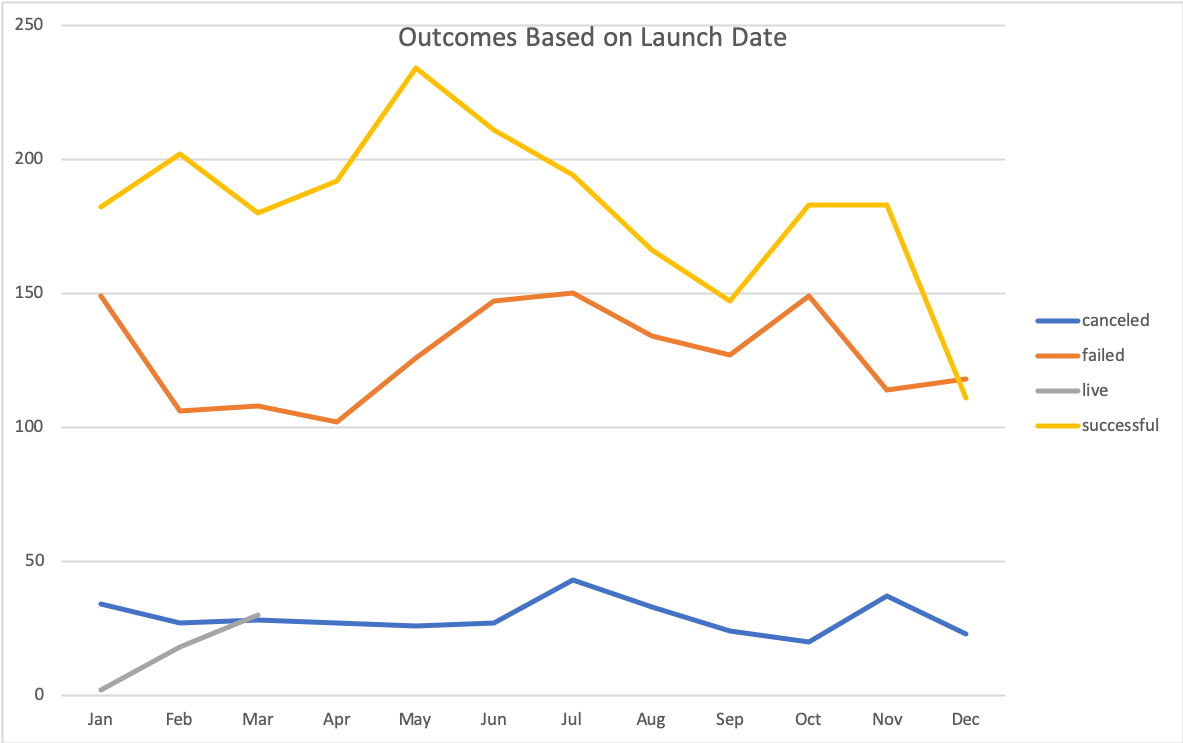 Outcomes Based on Launch Date
250
200
150
100
50
0
Jan Feb Mar Apr May Jun Jul Aug Sep Oct Nov Dec
canceled
failed
live
successful